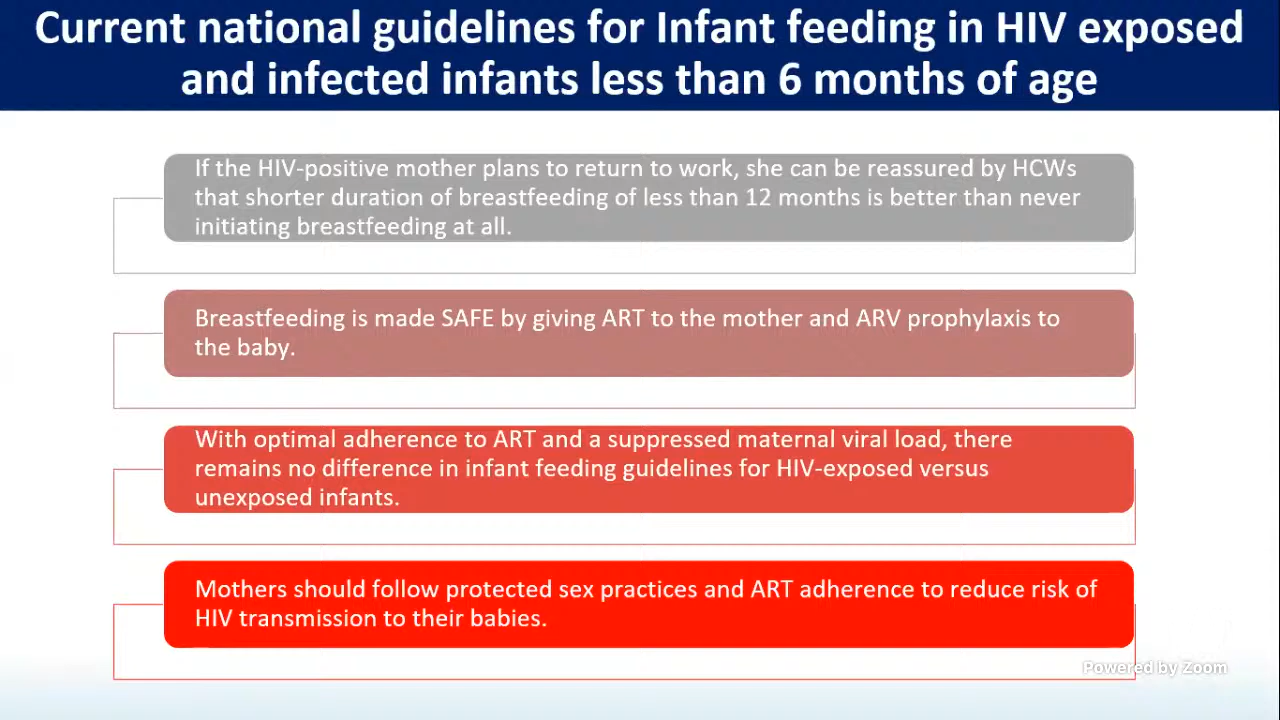 Current national guidelines for Infant feeding in HIV exposed
and infected infants less than 6 months of age
If the HIV-positive mother plans to return to work, she can be reassured by HCWs
that shorter duration of breastfeeding of less than 12 months is better than never
initiating breastfeeding at all.
Breastfeeding is made SAFE by giving ART to the mother and ARV prophylaxis to
the baby.
With optimal adherence to ART and a suppressed maternal viral load, there
remains no difference in infant feeding guidelines for HIV-exposed versus
unexposed infants.
Mothers should follow protected sex practices and ART adherence to reduce risk of
HIV transmission to their babies.
Powered by Zoom